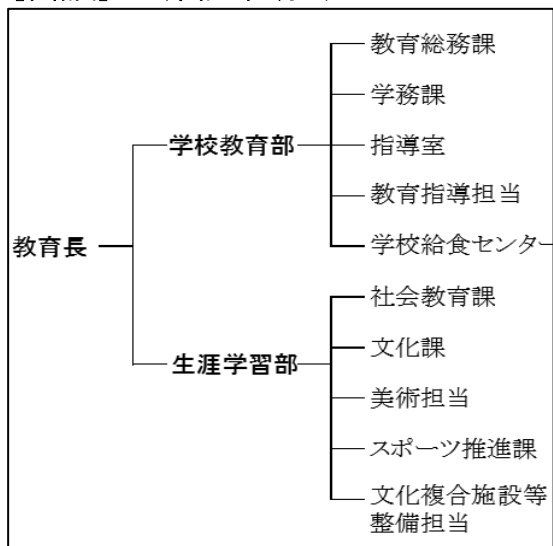 教育総務課
学務課
学校教育部
指導室
教育指導担当
教育長
学校給食センター
社会教育課
文化課
生涯学習部
美術担当
スポーツ推進課
文化複合施設等
整備担当